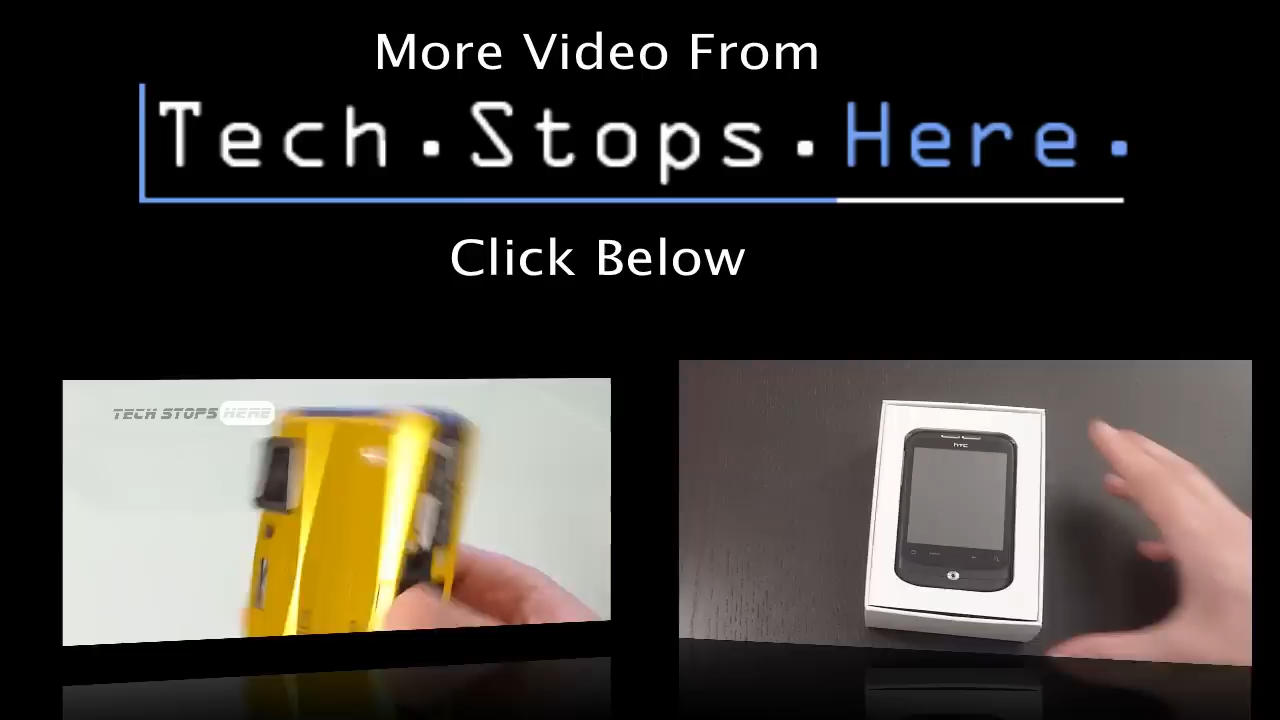 More Video From
Tech.Stops.Here.
Click Below
TECH STOPS HERE
hTC